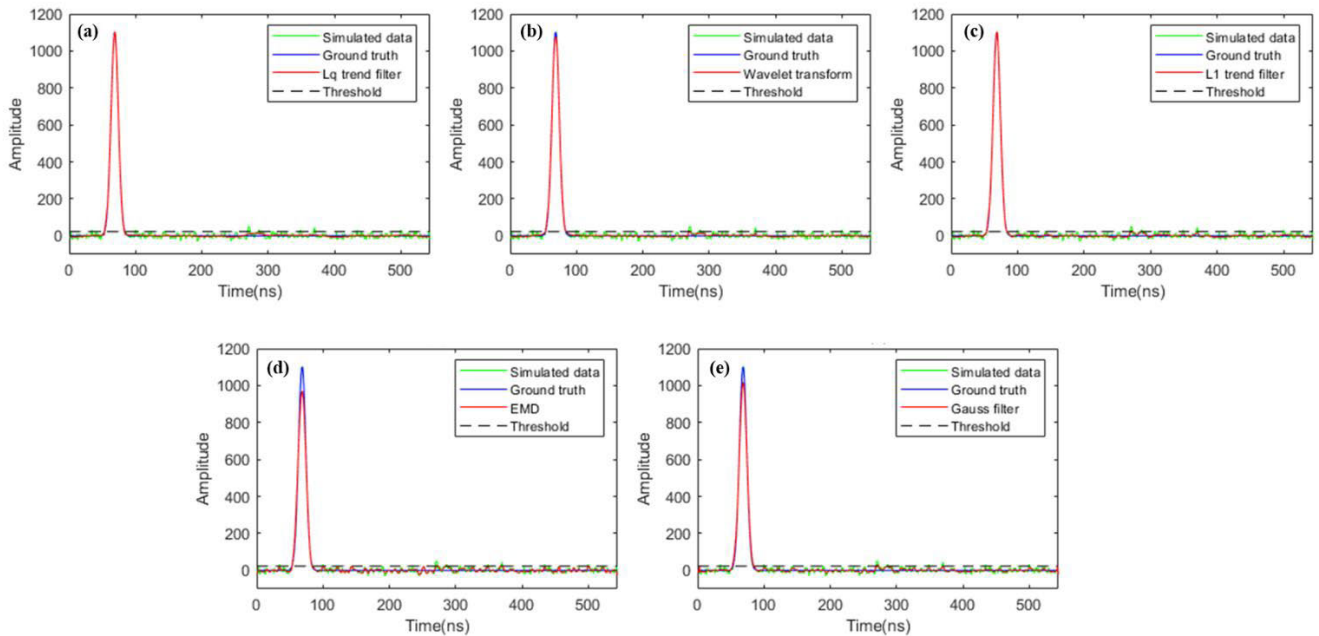 (a)
Simulated data
Ground truth
Lq trend filter
Threshold
1200
1000
800
600
400
200
0
Amplitude
0 100 200 300 400 500
Time(ns)
(b)
Simulated data
Ground truth
Wavelet transform
Threshold
1200
1000
800
600
400
200
0
Amplitude
0 100 200 300 400 500
Time(ns)
(c)
Simulated data
Ground truth
L1 trend filter
Threshold
1200
1000
800
600
400
200
0
Amplitude
0 100 200 300 400 500
Time(ns)
(d)
Simulated data
Ground truth
EMD
Threshold
1200
1000
800
600
400
200
0
Amplitude
0 100 200 300 400 500
Time(ns)
(e)
Simulated data
Ground truth
Gauss filter
Threshold
1200
1000
800
600
400
200
0
Amplitude
0 100 200 300 400 500
Time(ns)